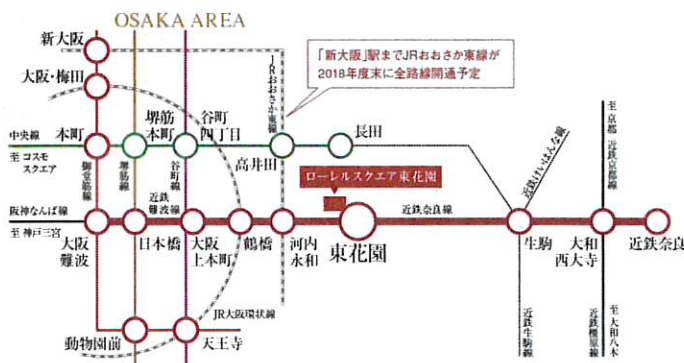 OSAKA AREA
新大阪
大阪・梅田
JRおおさか東線
「新大阪」駅までJRおおさか東線が
2018年度末に全路線開通予定
中央線
至 コスモ
スクエア
本町
堺筋
本町
谷町
四丁目
高井田
長田
御堂筋線
堺筋線
谷町線
近鉄
難波線
ローレルスクエア東花園
近鉄奈良線
近鉄けいはんな線
至 京都 近鉄京都線
阪神なんば線
至 神戸三宮
大阪
難波
日本橋
大阪
上本町
鶴橋
河内
永和
東花園
生駒
大和
西大寺
近鉄奈良
JR大阪環状線
動物園前
天王寺
近鉄生駒線
近鉄橿原線
至 大和八木